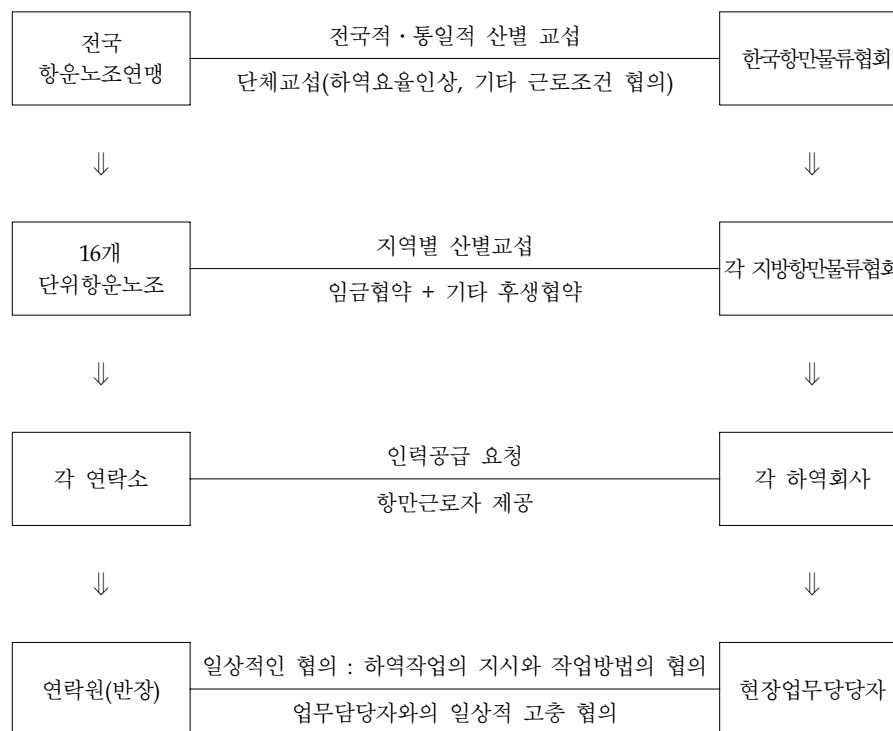 전국
항운노조연맹
전국적·통일적 산별 교섭
단체교섭(하역요율인상, 기타 근로조건 협의)
한국항만물류협회
⇓
⇓
16개
단위항운노조
지역별 산별교섭
임금협약 + 기타 후생협약
각 지방항만물류협회
⇓
⇓
각 연락소
인력공급 요청
항만근로자 제공
각 하역회사
⇓
⇓
연락원(반장)
일상적인 협의 : 하역작업의 지시와 작업방법의 협의
업무담당자와의 일상적 고충 협의
현장업무당당자